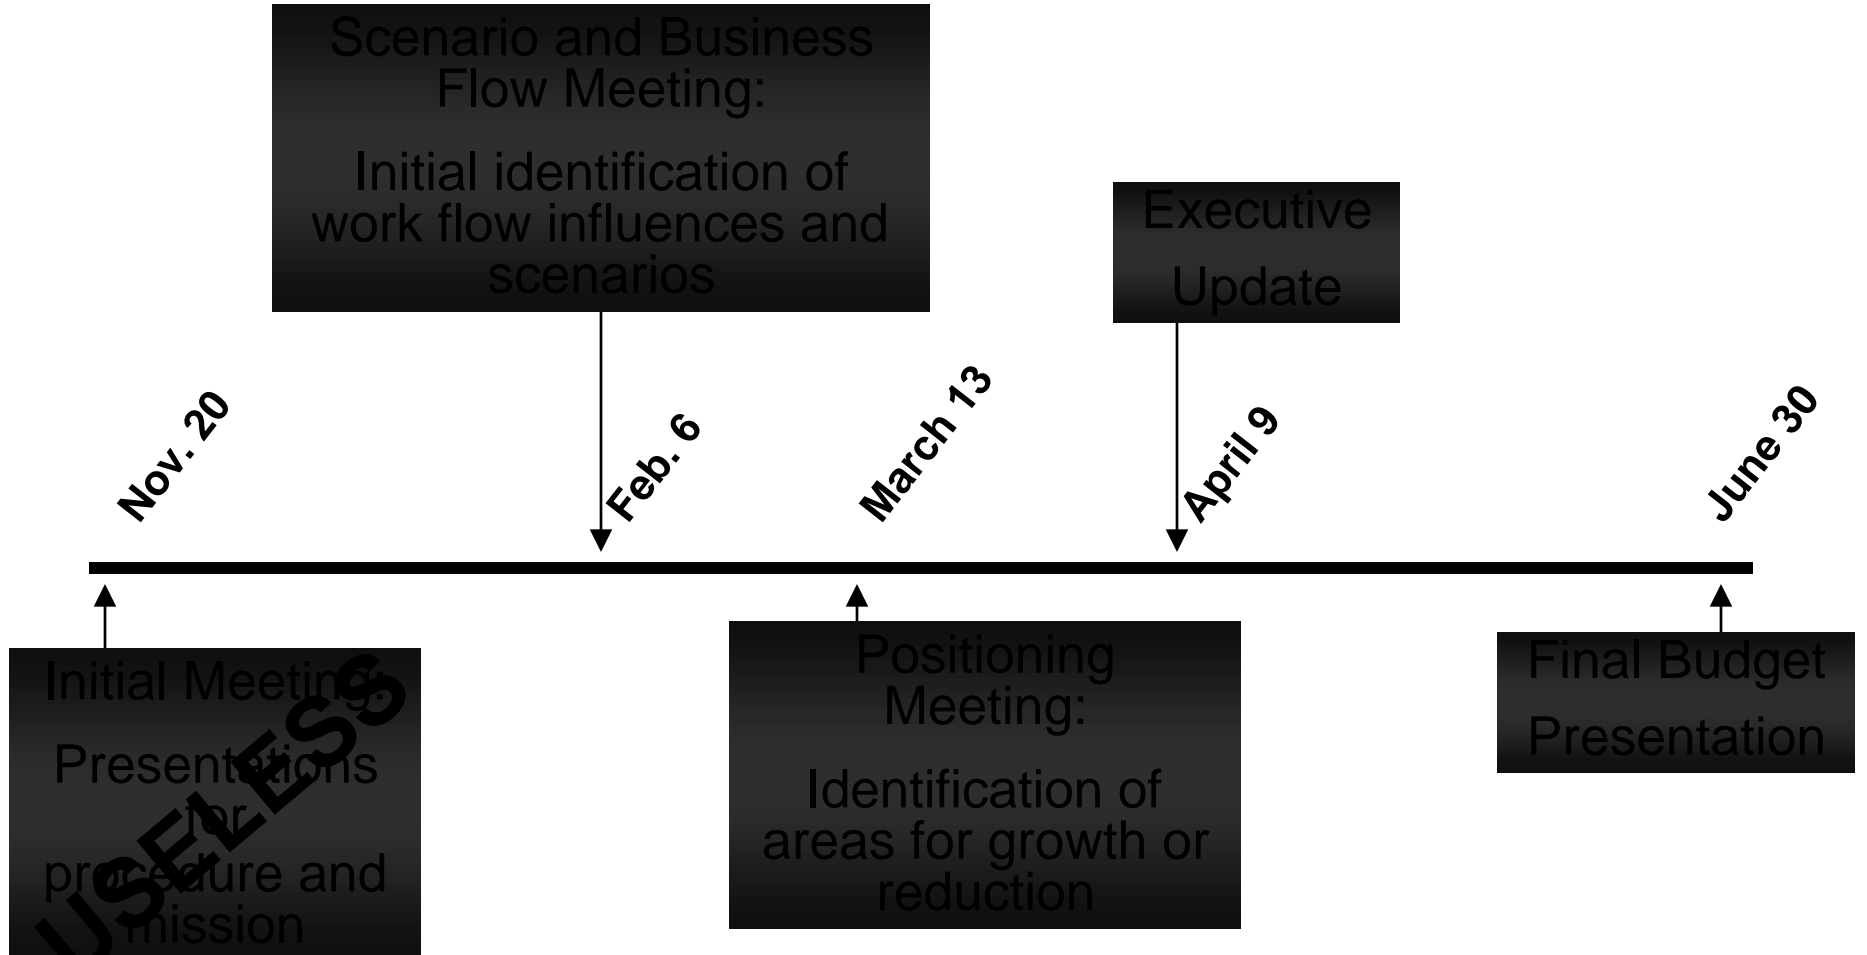 Scenario and Business
Flow Meeting:
Initial identification of
work flow influences and
scenarios
Executive
Update
Nov. 20
Feb. 6
March 13
April 9
June 30
Initial Meeting:
Presentations
for
procedure and
mission
USELESS
Positioning
Meeting:
Identification of
areas for growth or
reduction
Final Budget
Presentation